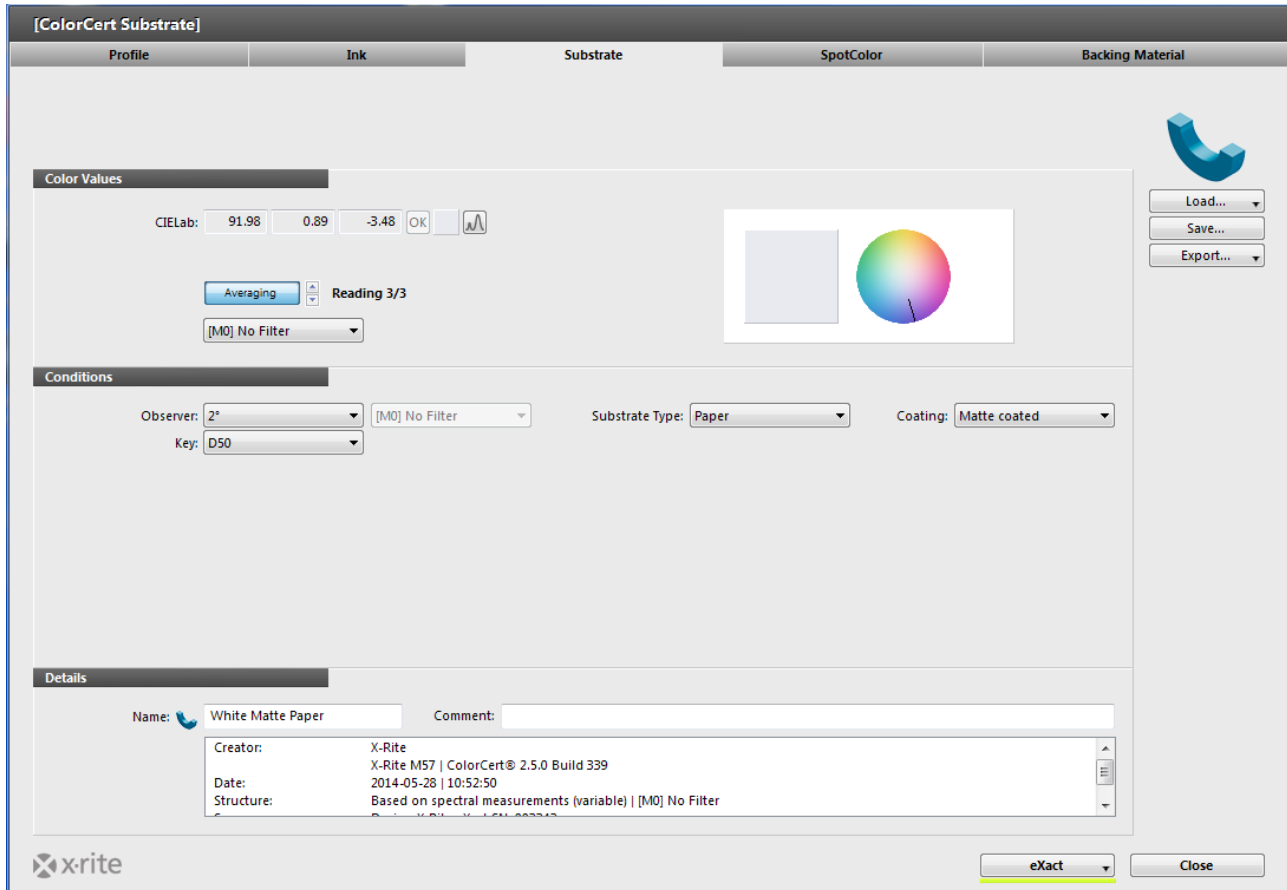 [ColorCert Substrate]
Profile Ink Substrate SpotColor Backing Material
Load...
Save...
Export...
Color Values
CIELab: 91.98 0.89 -3.48 OK
Averaging Reading 3/3
[M0] No Filter
Conditions
Observer: 2° [M0] No Filter Substrate Type: Paper Coating: Matte coated
Key: D50
Details
Name: White Matte Paper Comment:
Creator: X-Rite
X-Rite M57 | ColorCert® 2.5.0 Build 339
Date: 2014-05-28 | 10:52:50
Structure: Based on spectral measurements (variable) | [M0] No Filter
x·rite eXact Close